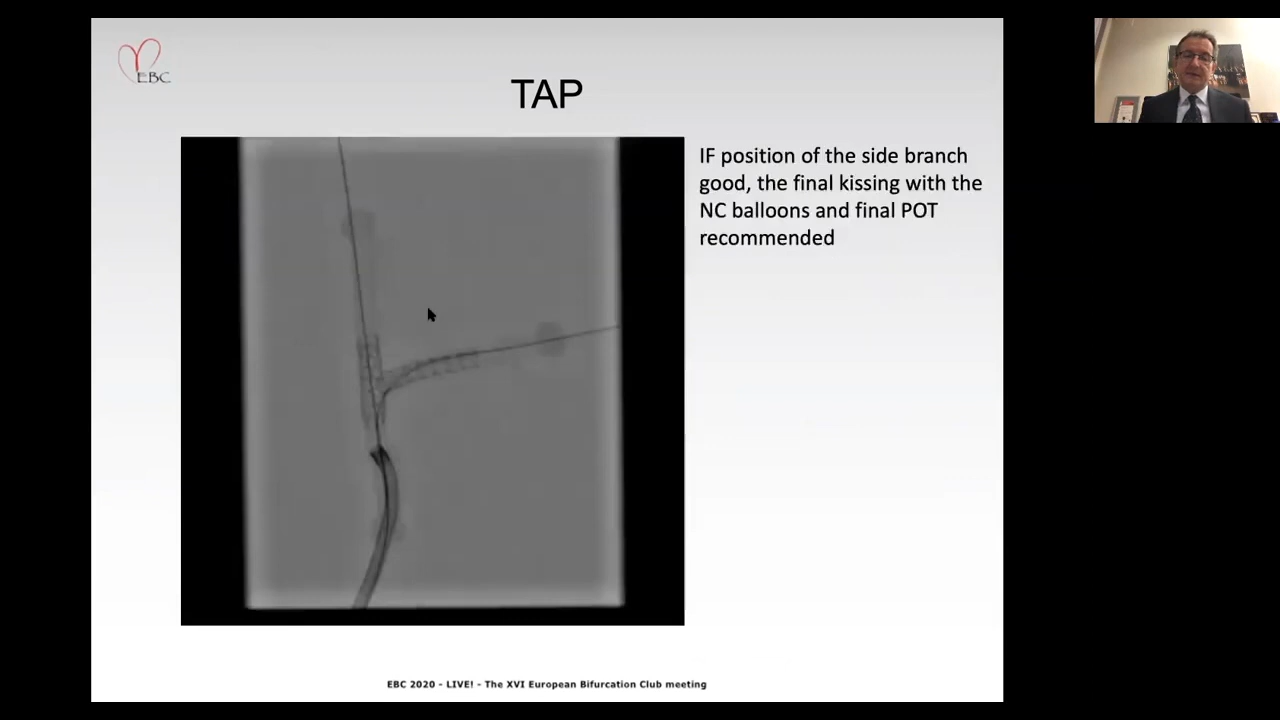 EBC
TAP
IF position of the side branch
good, the final kissing with the
NC balloons and final POT
recommended
EBC 2020 - LIVE! - The XVI European Bifurcation Club meeting